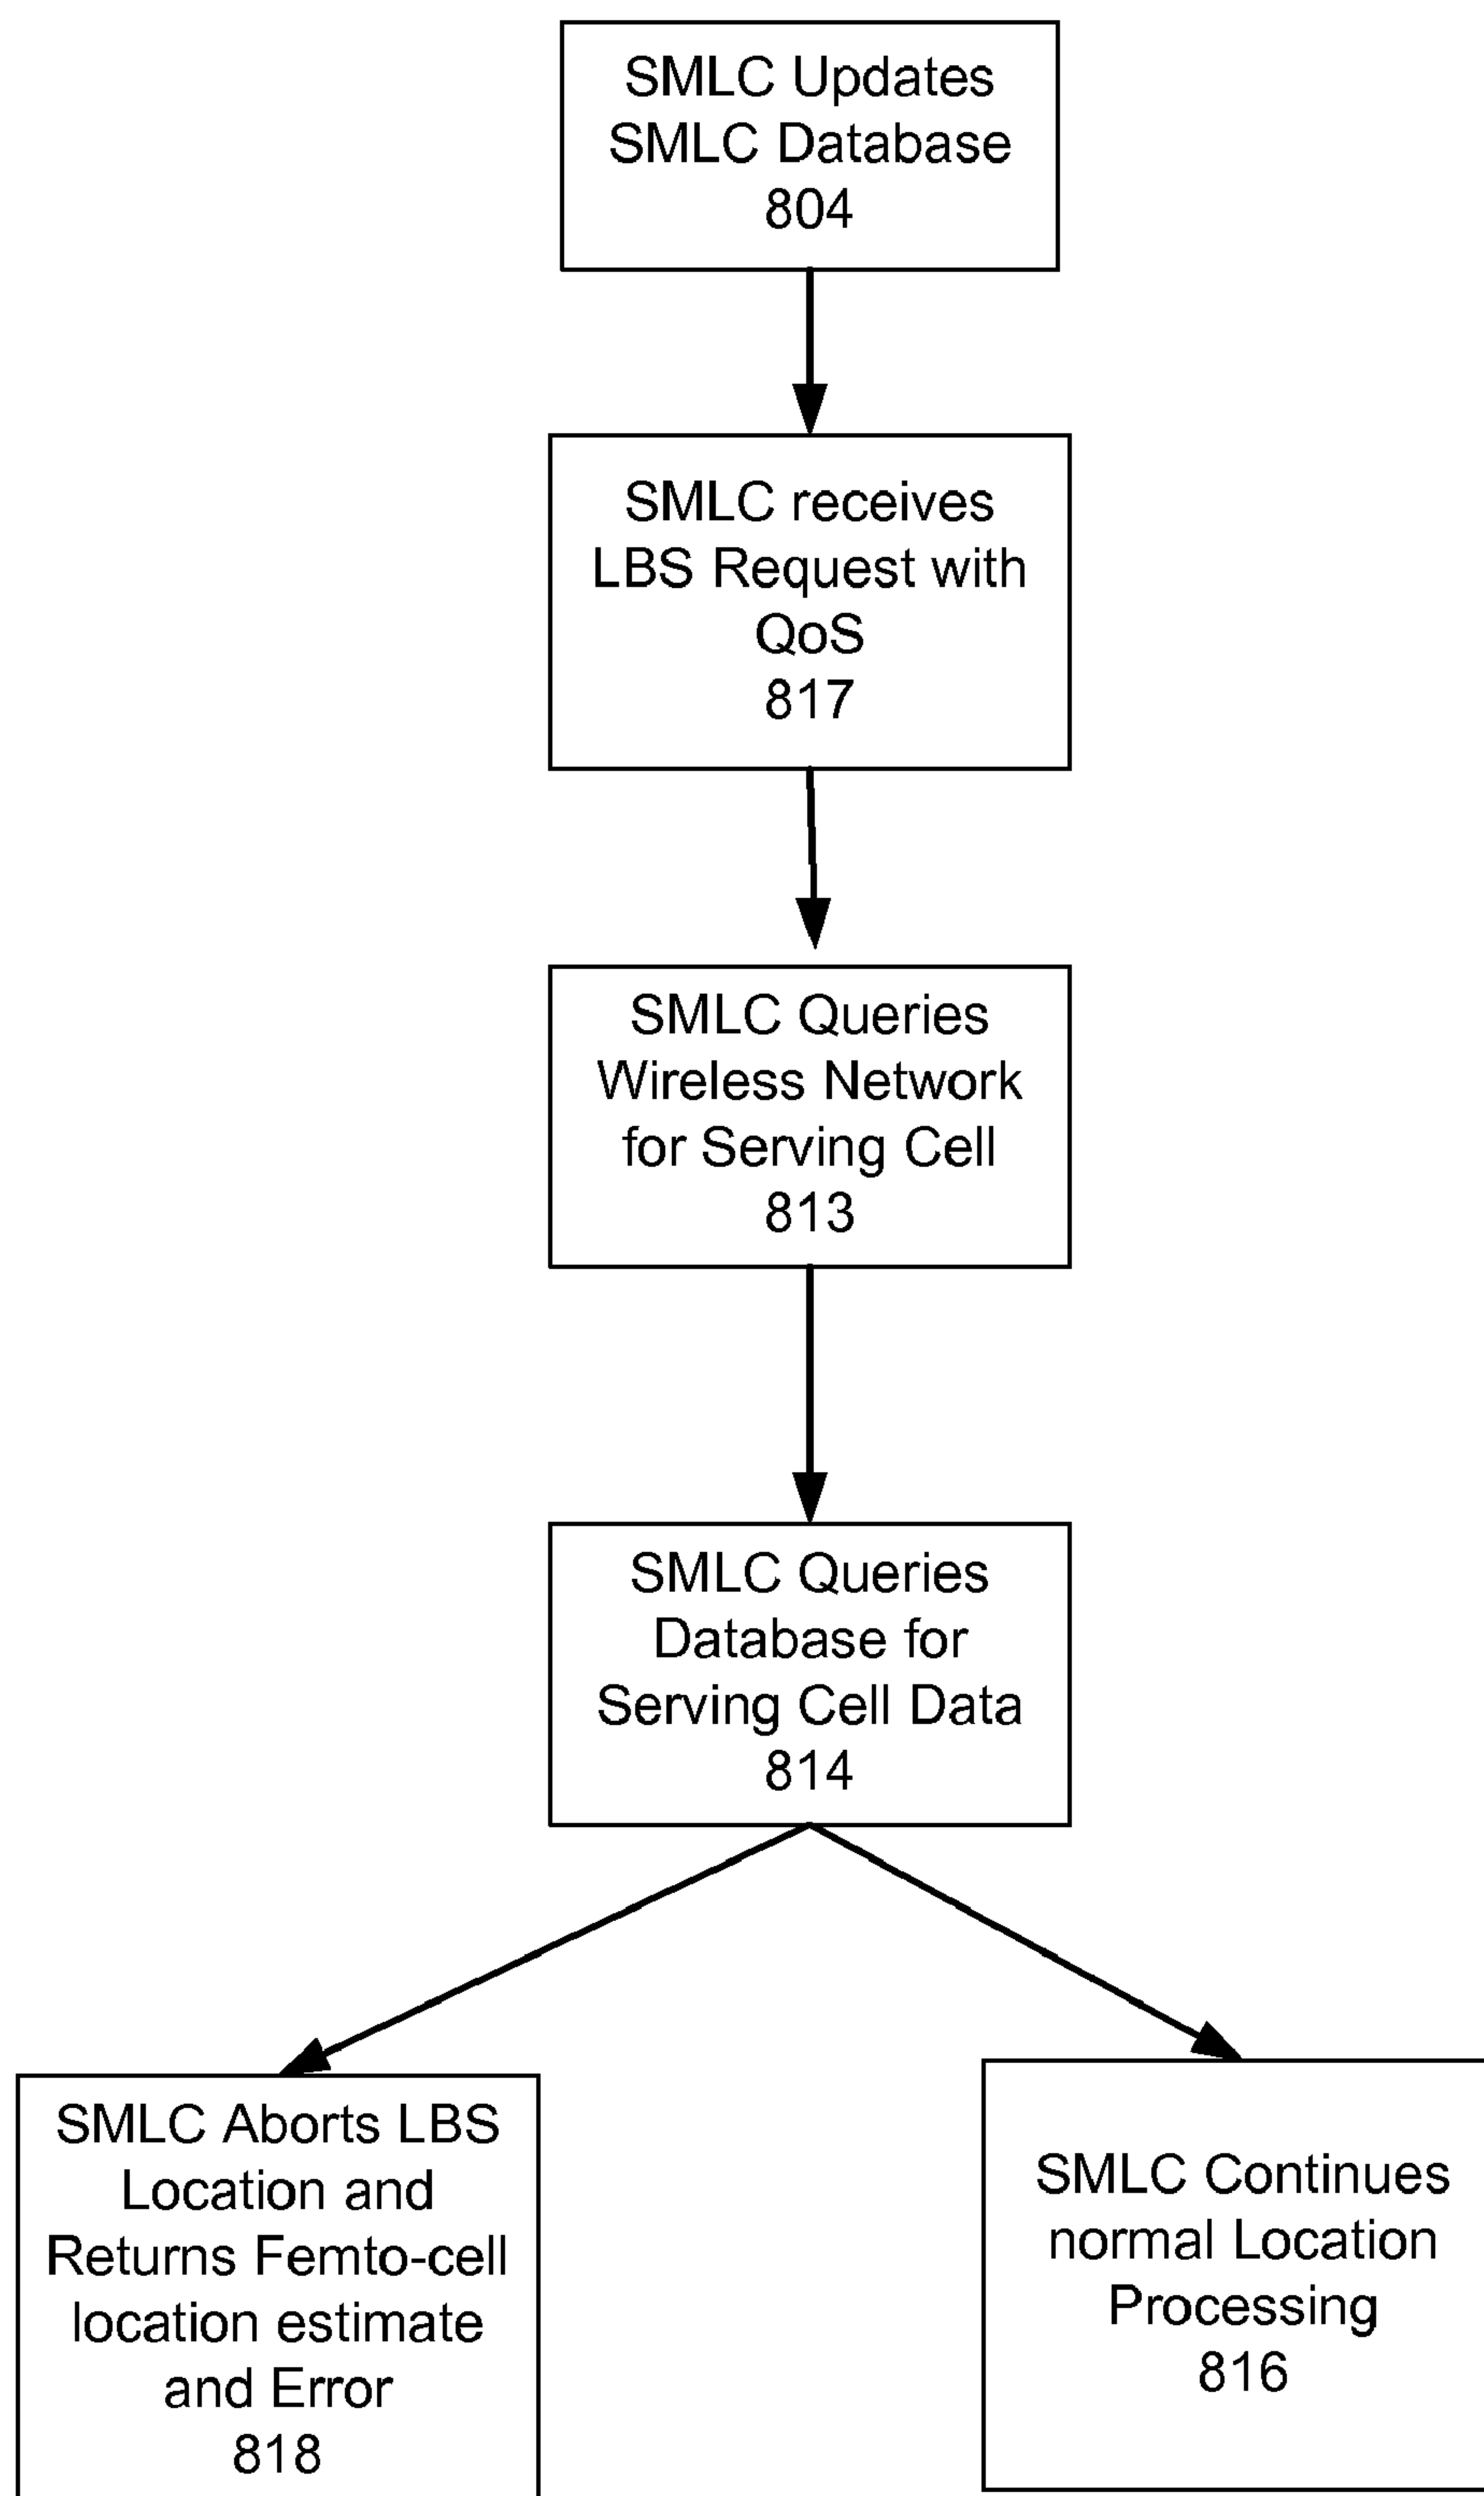 SMLC Updates
SMLC Database
804
SMLC receives
LBS Request with
QoS
817
SMLC Queries
Wireless Network
for Serving Cell
813
SMLC Queries
Database for
Serving Cell Data
814
SMLC Aborts LBS
Location and
Returns Femto-cell
location estimate
and Error
818
SMLC Continues
normal Location
Processing
816